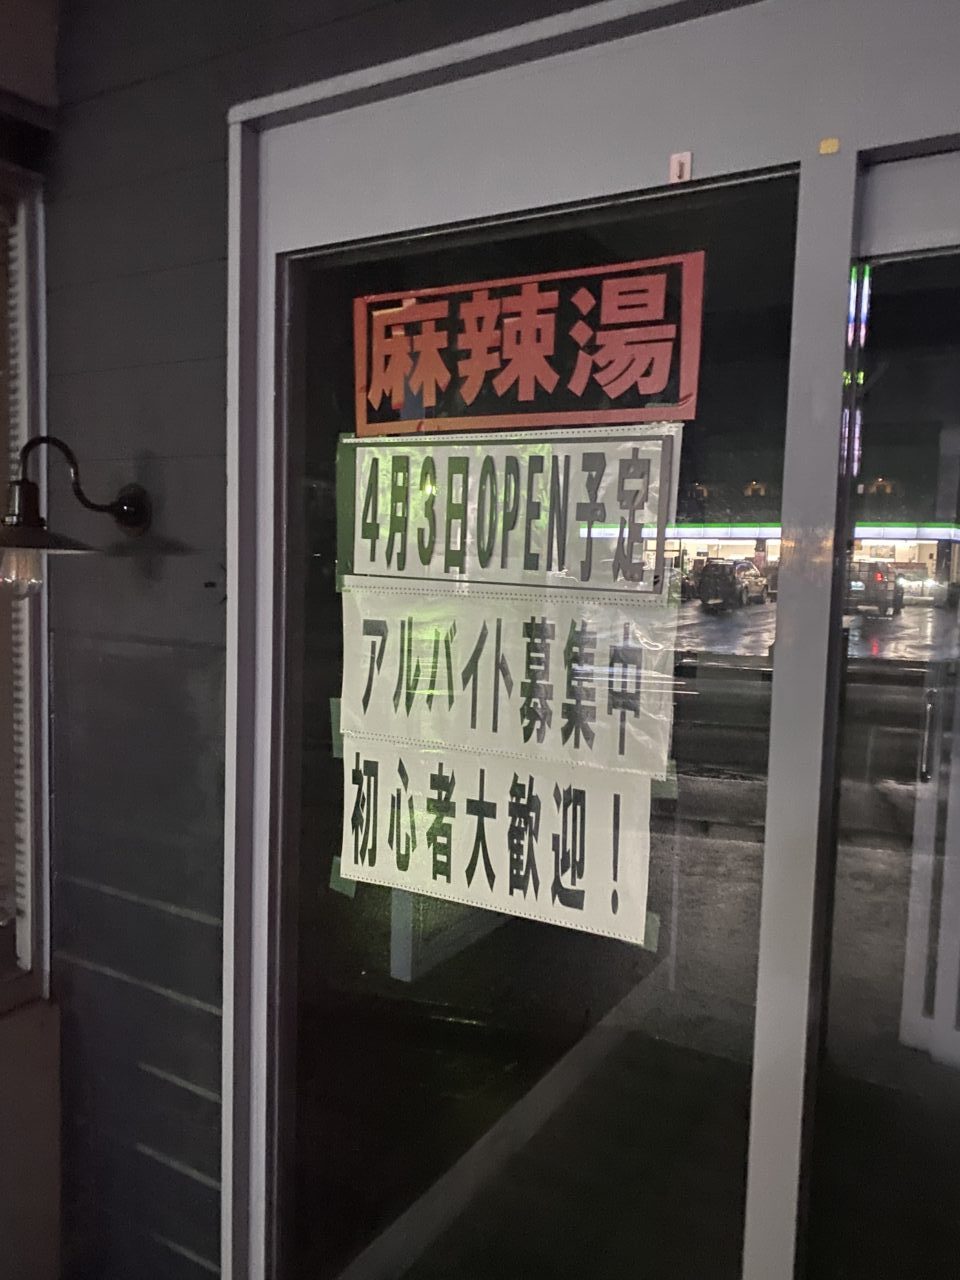 麻辣湯
4月3日OPEN予定
アルバイト募集中
初心者大歓迎!